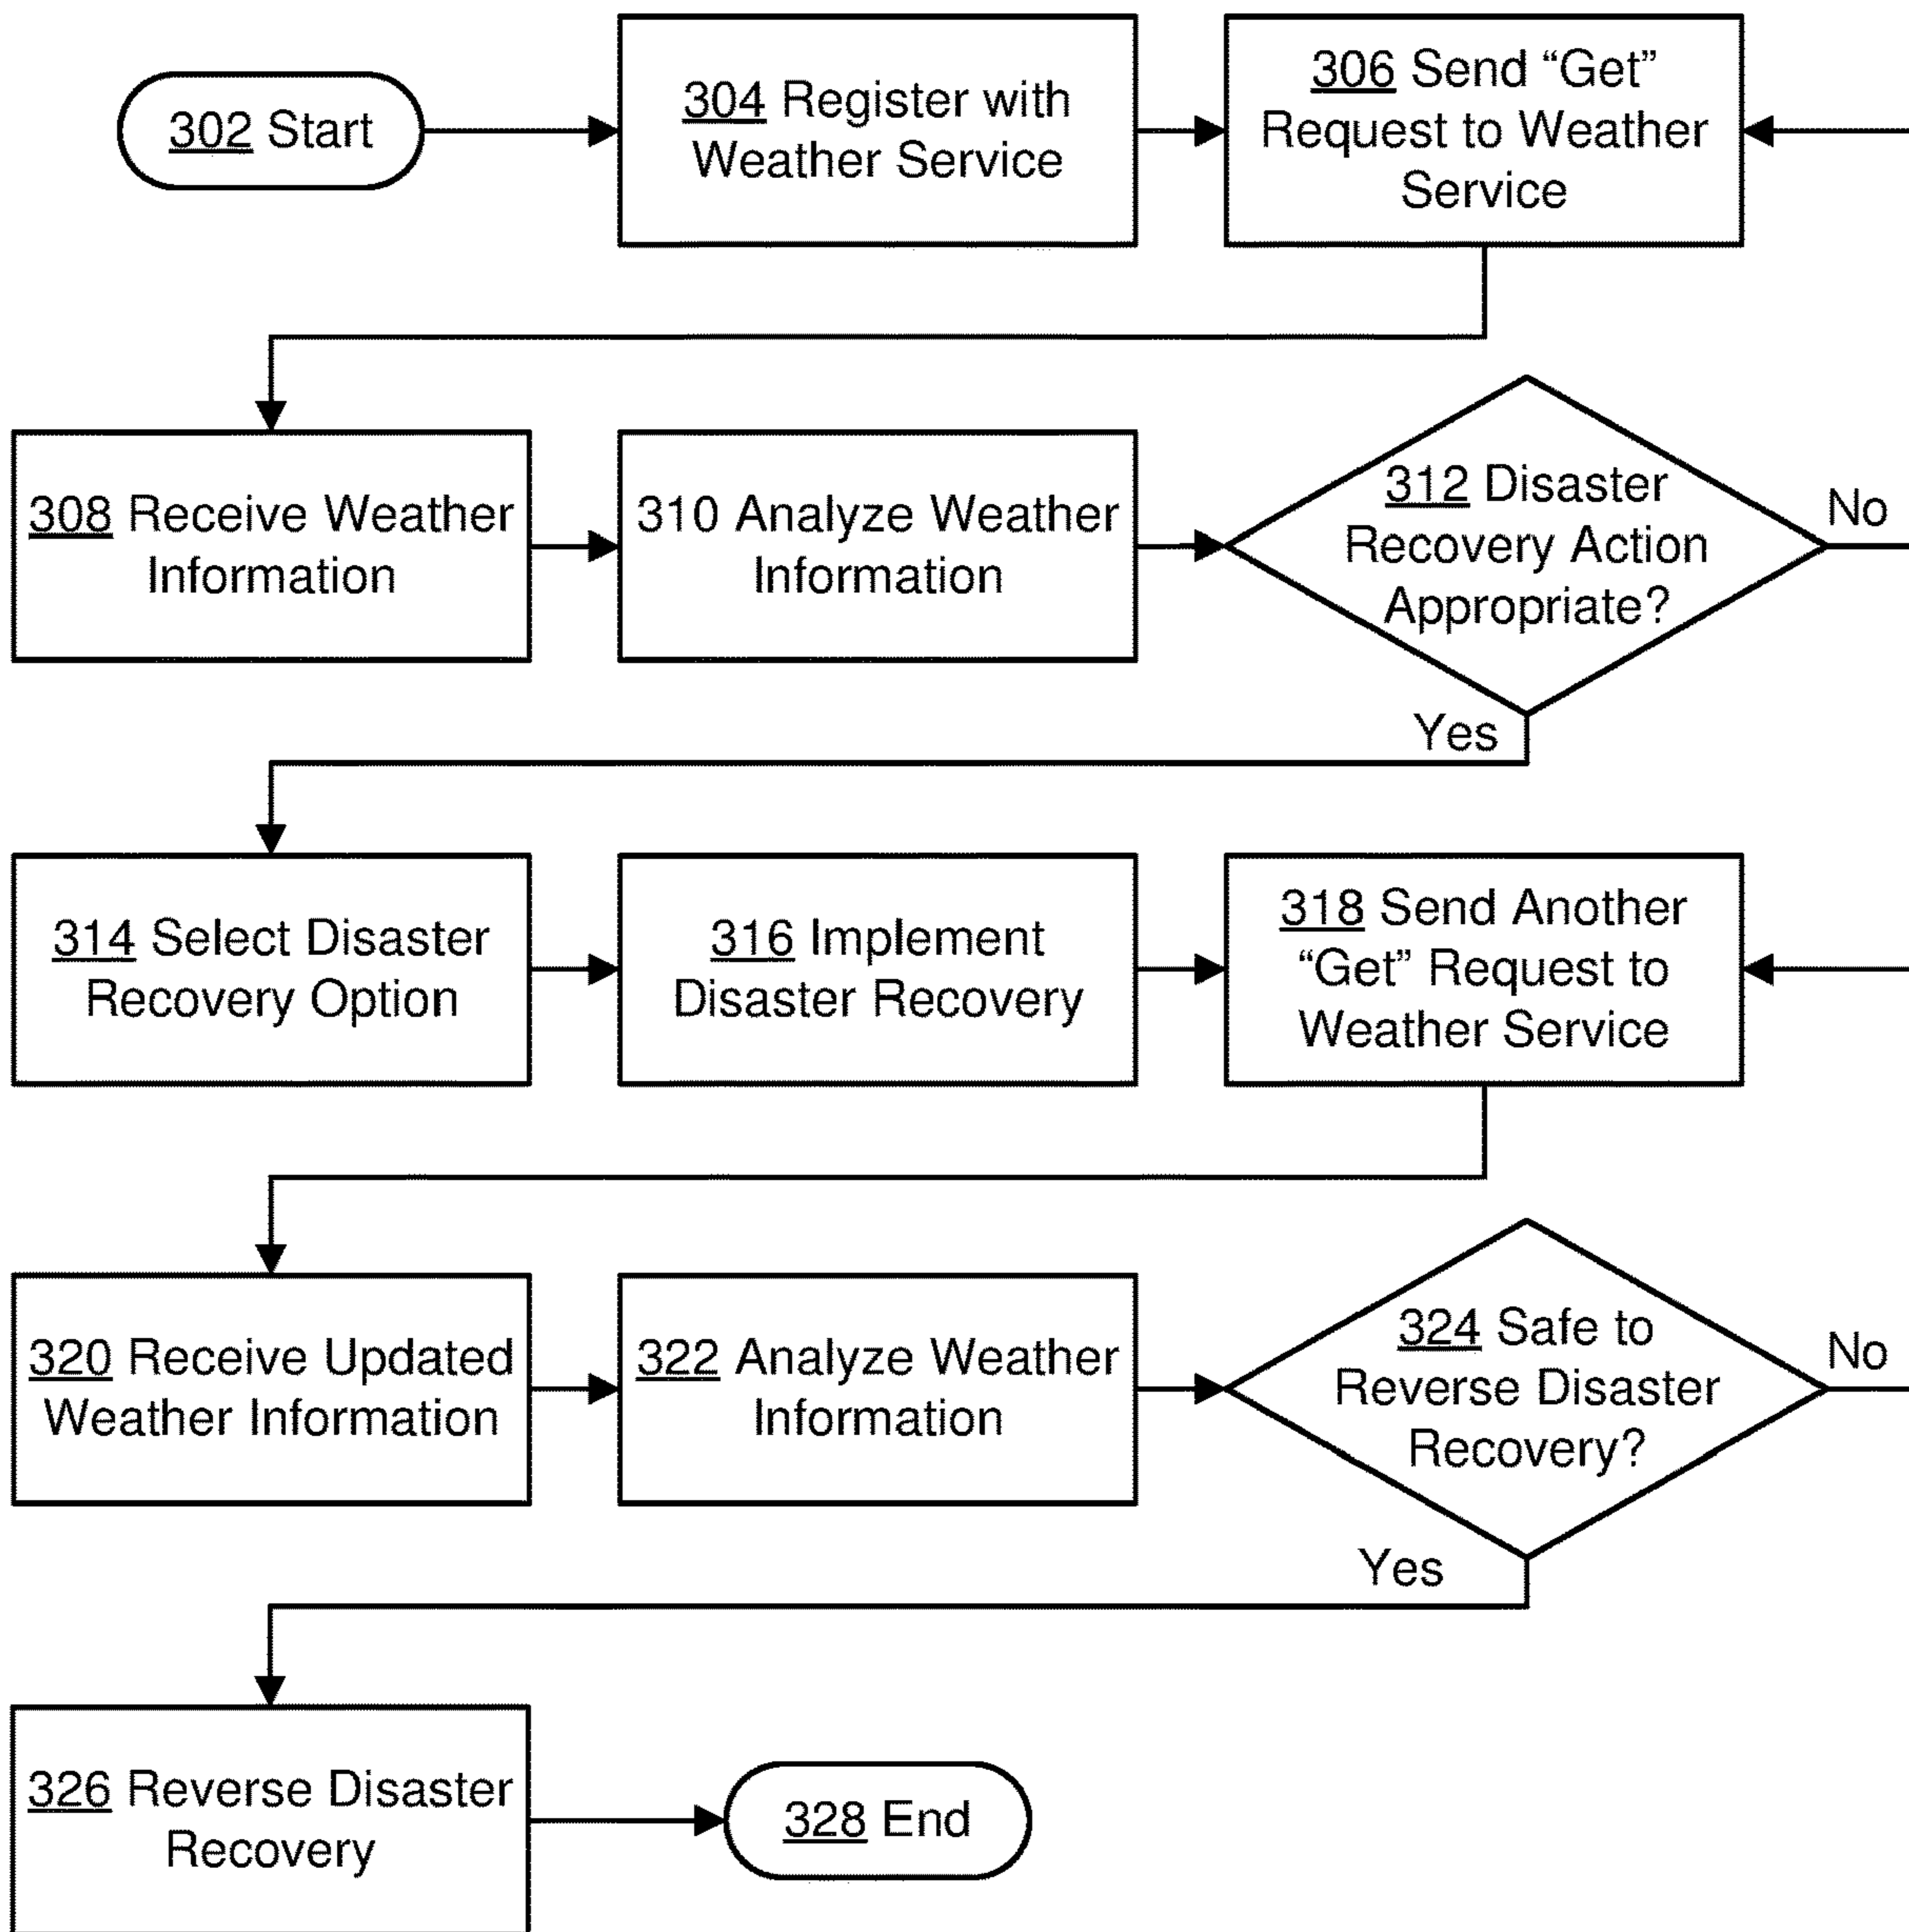 302 Start
304 Register with
Weather Service
306 Send “Get”
Request to Weather
Service
308 Receive Weather
Information
310 Analyze Weather
Information
312 Disaster
Recovery Action
Appropriate?
No
Yes
314 Select Disaster
Recovery Option
316 Implement
Disaster Recovery
318 Send Another
“Get” Request to
Weather Service
320 Receive Updated
Weather Information
322 Analyze Weather
Information
324 Safe to
Reverse Disaster
Recovery?
No
Yes
326 Reverse Disaster
Recovery
328 End